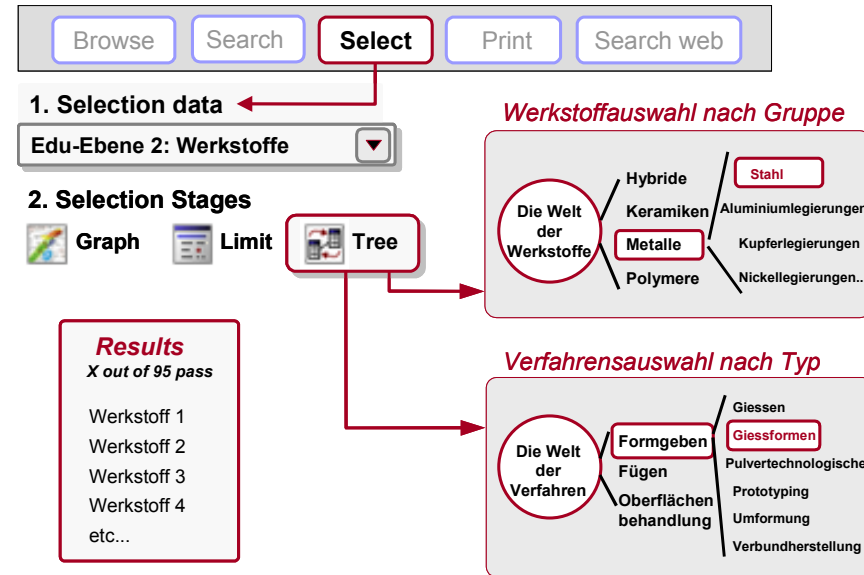 Browse Search Select Print Search web
1. Selection data
Edu-Ebene 2: Werkstoffe
2. Selection Stages
Graph Limit Tree
Results
X out of 95 pass
Werkstoff 1
Werkstoff 2
Werkstoff 3
Werkstoff 4
etc...
Werkstoffauswahl nach Gruppe
Die Welt
der
Werkstoffe
Hybride
Keramiken
Metalle
Polymere
Stahl
Aluminiumlegierungen
Kupferlegierungen
Nickellegierungen..
Verfahrensauswahl nach Typ
Die Welt
der
Verfahren
Formgeben
Fügen
Oberflächen
behandlung
Giessen
Giessformen
Pulvertechnologische
Prototyping
Umformung
Verbundherstellung